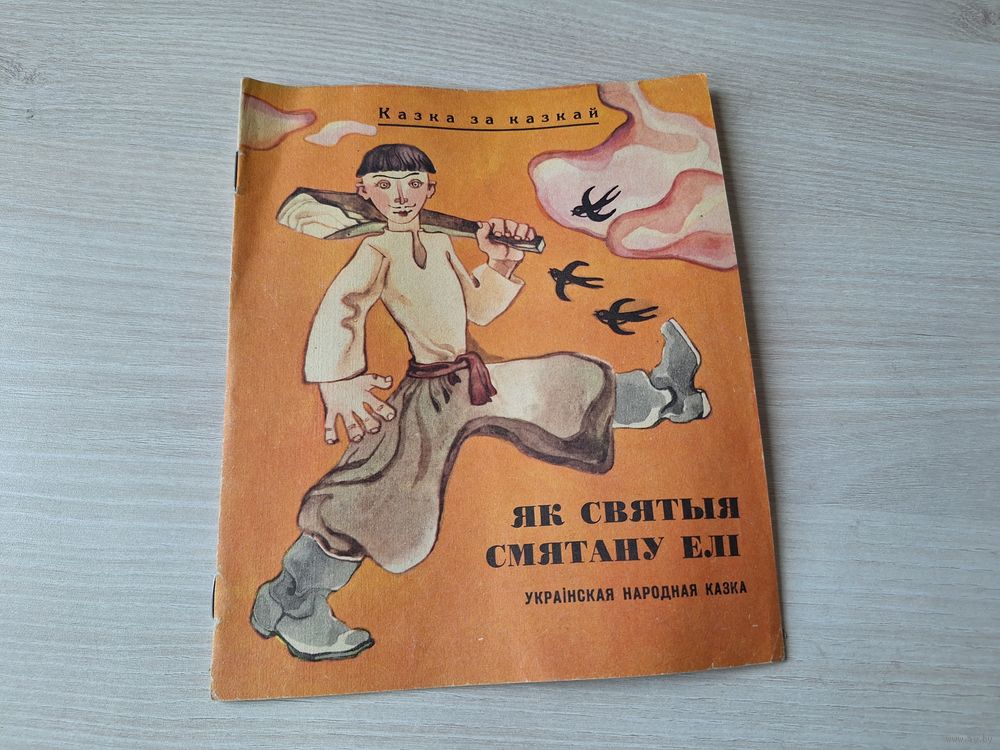 Казка за казкай
ЯК СВЯТЫЯ
СМЯТАНУ ЕЛІ
УКРАІНСКАЯ НАРОДНАЯ КАЗКА